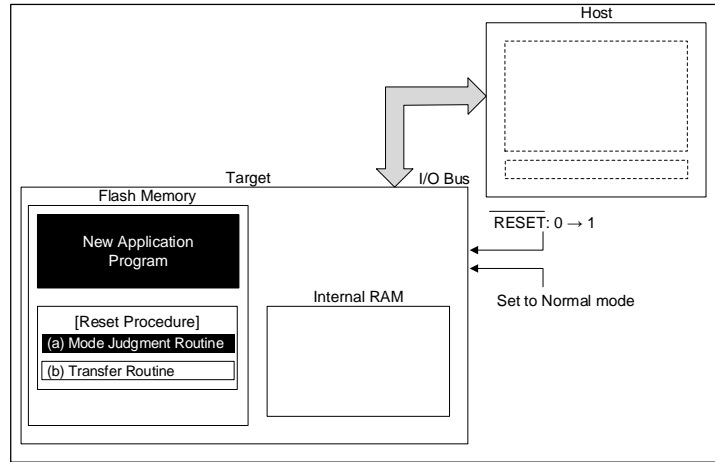 Host
Target
I/O Bus
Flash Memory
New Application
Program
RESET: 0 → 1
Internal RAM
Set to Normal mode
[Reset Procedure]
(a) Mode Judgment Routine
(b) Transfer Routine